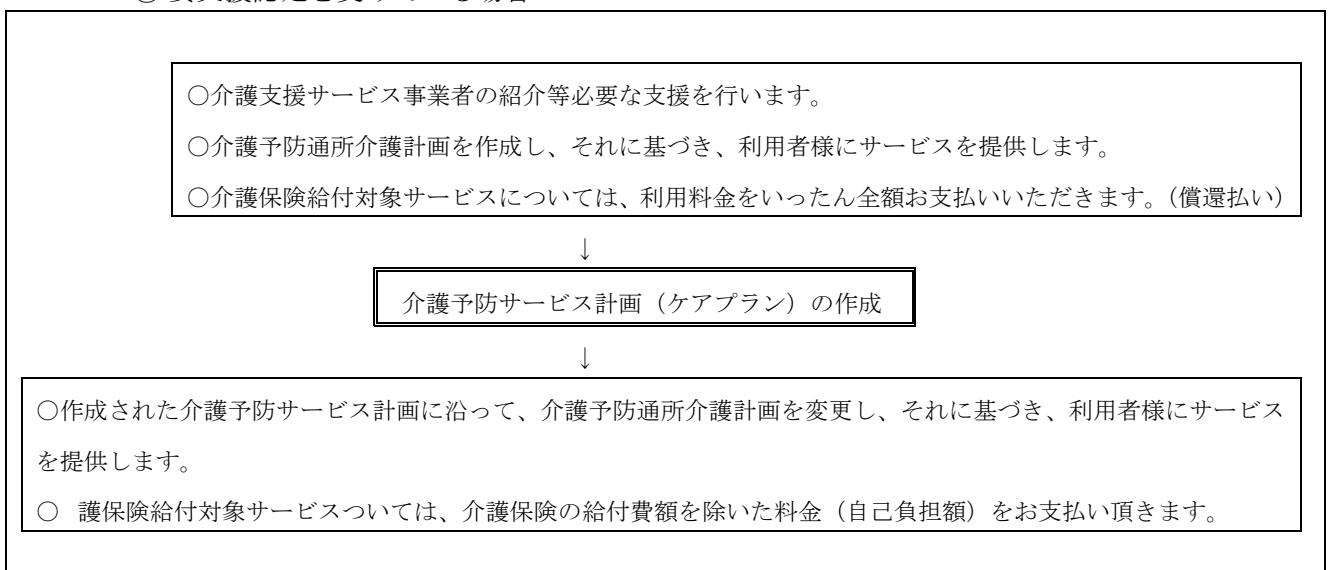 ○介護支援サービス事業者の紹介等必要な支援を行います。
○介護予防通所介護計画を作成し、それに基づき、利用者様にサービスを提供します。
○介護保険給付対象サービスについては、利用料金をいったん全額お支払いいただきます。（償還払い）
↓
介護予防サービス計画（ケアプラン）の作成
↓
○作成された介護予防サービス計画に沿って、介護予防通所介護計画を変更し、それに基づき、利用者様にサービス
を提供します。
○ 護保険給付対象サービスついては、介護保険の給付費額を除いた料金（自己負担額）をお支払い頂きます。